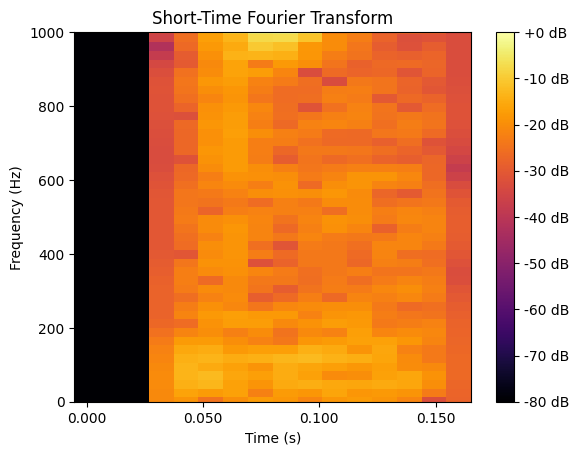 Short-Time Fourier Transform
1000
800
600
400
200
0
Frequency (Hz)
0.000
0.050
0.100
0.150
Time (s)
+0 dB
-10 dB
-20 dB
-30 dB
-40 dB
-50 dB
-60 dB
-70 dB
-80 dB